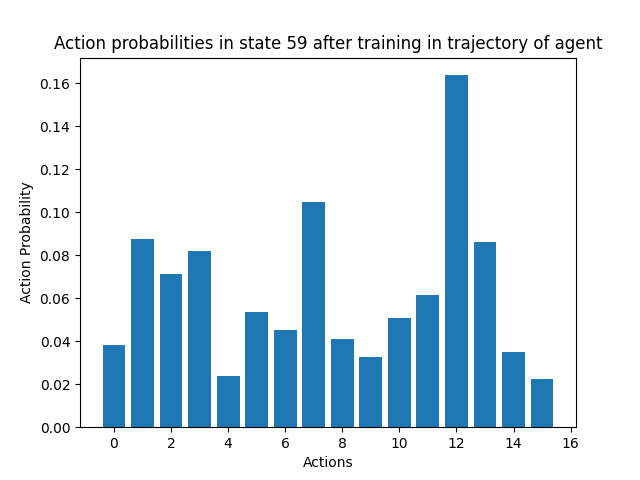 Action probabilities in state 59 after training in trajectory of agent
0.16
0.14
0.12
0.10
0.08
0.06
0.04
0.02
0.00
Action Probability
0 2 4 6 8 10 12 14 16
Actions